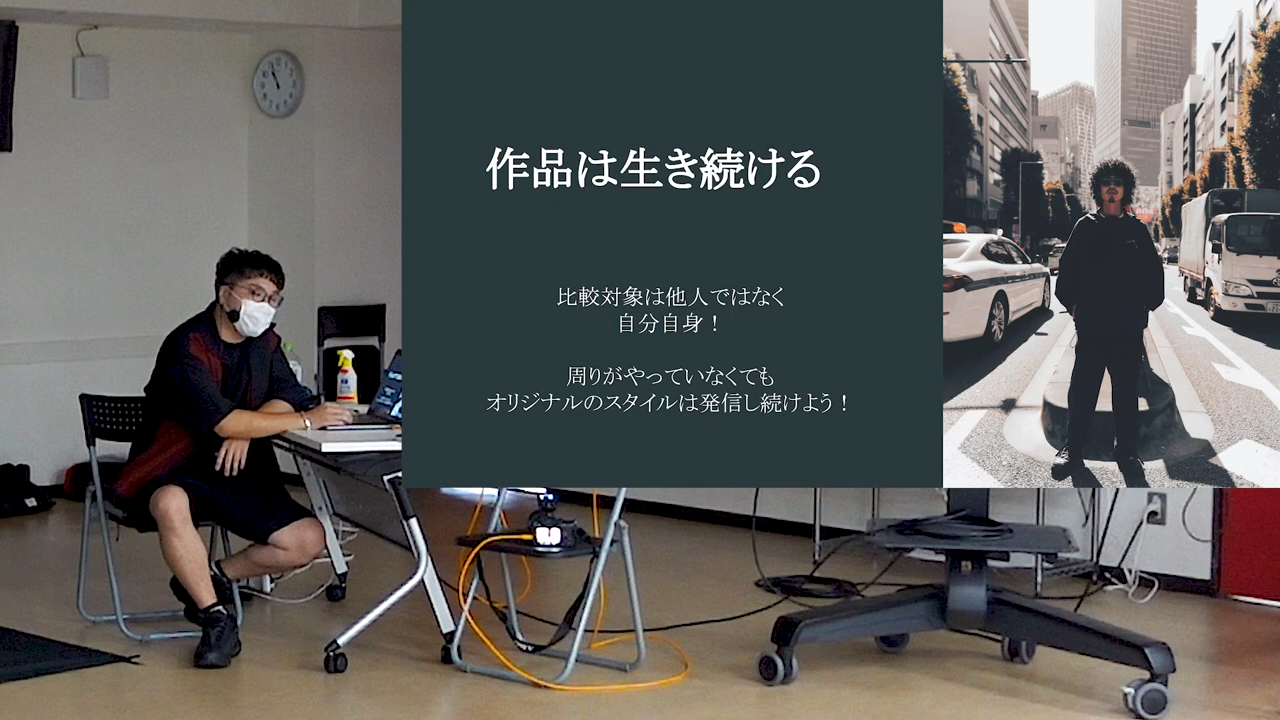 作品は生き続ける
比較対象は他人ではなく
自分自身！
周りがやっていなくても
オリジナルのスタイルは発信し続けよう！